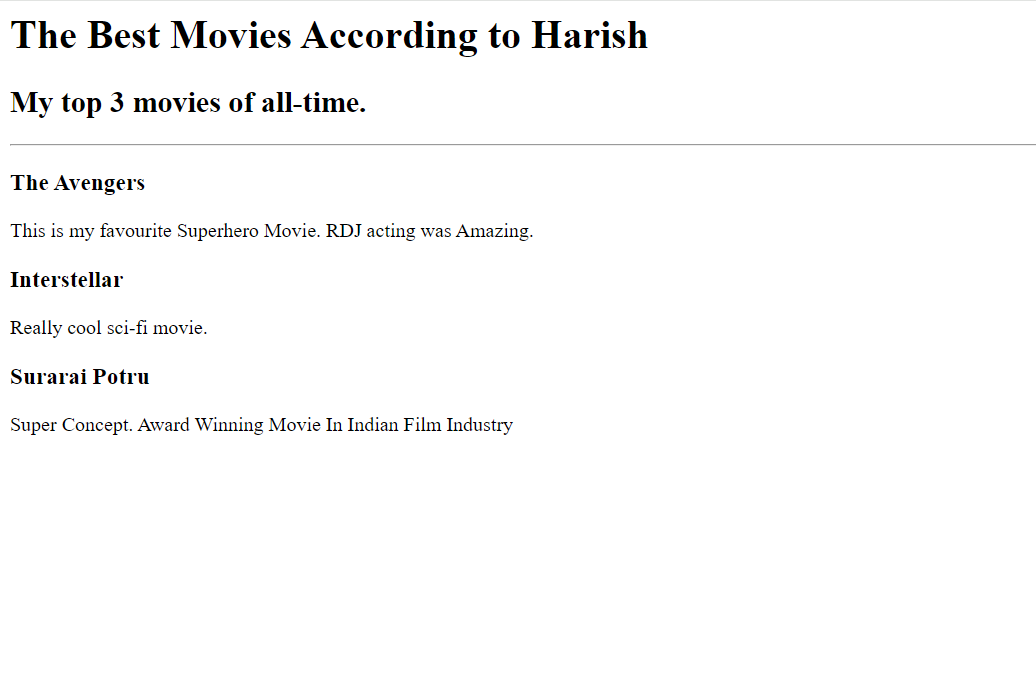 The Best Movies According to Harish
My top 3 movies of all-time.
The Avengers
This is my favourite Superhero Movie. RDJ acting was Amazing.
Interstellar
Really cool sci-fi movie.
Surarai Potru
Super Concept. Award Winning Movie In Indian Film Industry